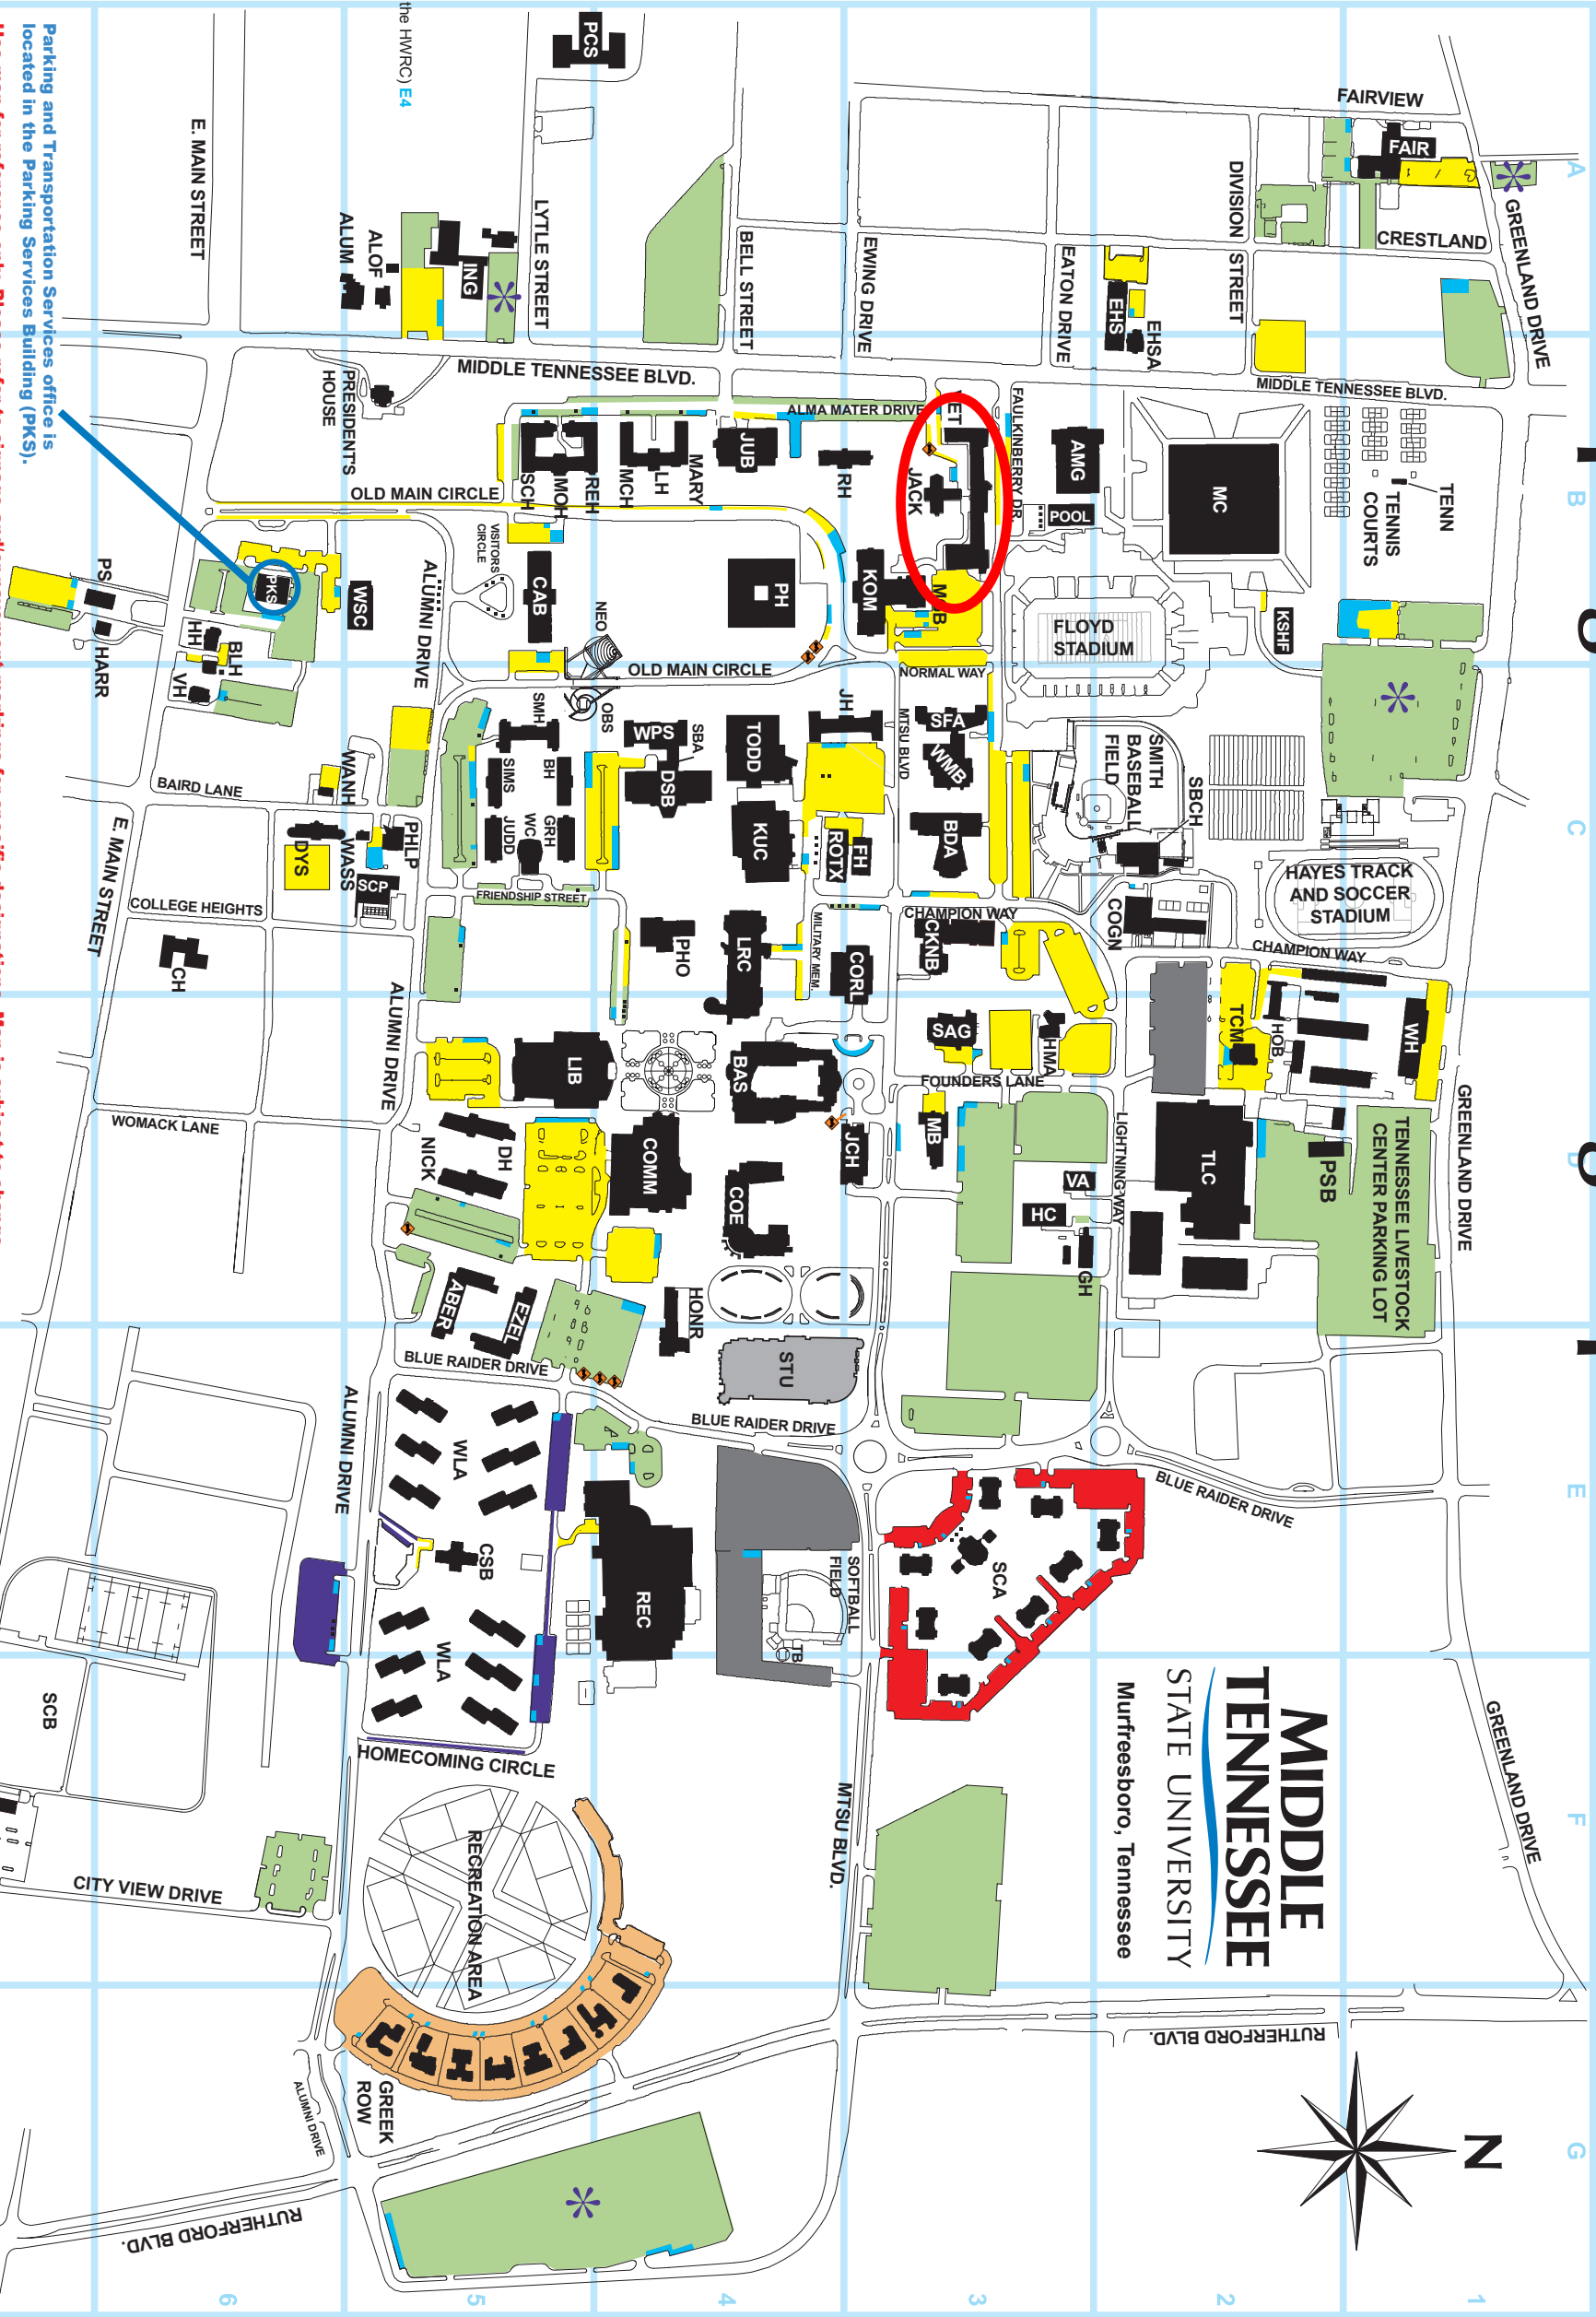 MIDDLE
TENNESSEE
STATE UNIVERSITY
Murfreesboro, Tennessee
N
A
B
C
D
E
F
G
1
2
3
4
5
6
the HWRC) E4
Parking and Transportation Services office is
located in the Parking Services Building (PKS).
FAIRVIEW
FAIR
GREENLAND DRIVE
CRESTLAND
DIVISION
STREET
EATON DRIVE
EWING DRIVE
BELL STREET
LYTLE STREET
E. MAIN STREET
PCS
ING
ALOF
ALUM
EHS
EHSA
MIDDLE TENNESSEE BLVD.
MIDDLE TENNESSEE BLVD.
PRESIDENT'S
HOUSE
ALMA MATER DRIVE
FAULKINBERRY DR.
JACK
AMG
POOL
MC
TENN
TENNIS
COURTS
JUB
RH
MARY
LH
MCH
REH
MOH
SCH
OLD MAIN CIRCLE
VISITORS
CIRCLE
CAB
PH
KOM
FLOYD
STADIUM
KSHF
PKS
WSC
ALUMNI DRIVE
PS
HARR
HH
BLH
VH
NEO
OBS
OLD MAIN CIRCLE
NORMAL WAY
JH
MTSU BLVD
SFA
WMB
BDA
SMITH
BASEBALL
FIELD
SBCH
SMH
BH
SIMS
JUDD
WC
GRH
WPS
SBA
DSB
TODD
KUC
ROTX
FH
WANH
BAIRD LANE
DYS
WASS
PHLP
SCP
FRIENDSHIP STREET
COLLEGE HEIGHTS
E. MAIN STREET
CH
PHO
LRC
MILITARY MEM.
CORL
CKNB
CHAMPION WAY
COGN
HAYES TRACK
AND SOCCER
STADIUM
CHAMPION WAY
ALUMNI DRIVE
LIB
BAS
SAG
HMA
TCM
HOB
WH
FOUNDERS LANE
WOMACK LANE
NICK
DH
COMM
COE
JCH
MB
LIGHTNING WAY
VA
HC
GH
TLC
PSB
TENNESSEE LIVESTOCK
CENTER PARKING LOT
GREENLAND DRIVE
ABER
EZEL
HONR
STU
BLUE RAIDER DRIVE
BLUE RAIDER DRIVE
BLUE RAIDER DRIVE
ALUMNI DRIVE
WLA
CSB
WLA
REC
SOFTBALL
FIELD
TB
SCA
SCB
HOMECOMING CIRCLE
MTSU BLVD.
GREENLAND DRIVE
CITY VIEW DRIVE
RECREATION AREA
GREEK
ROW
ALUMNI DRIVE
RUTHERFORD BLVD.
RUTHERFORD BLVD.